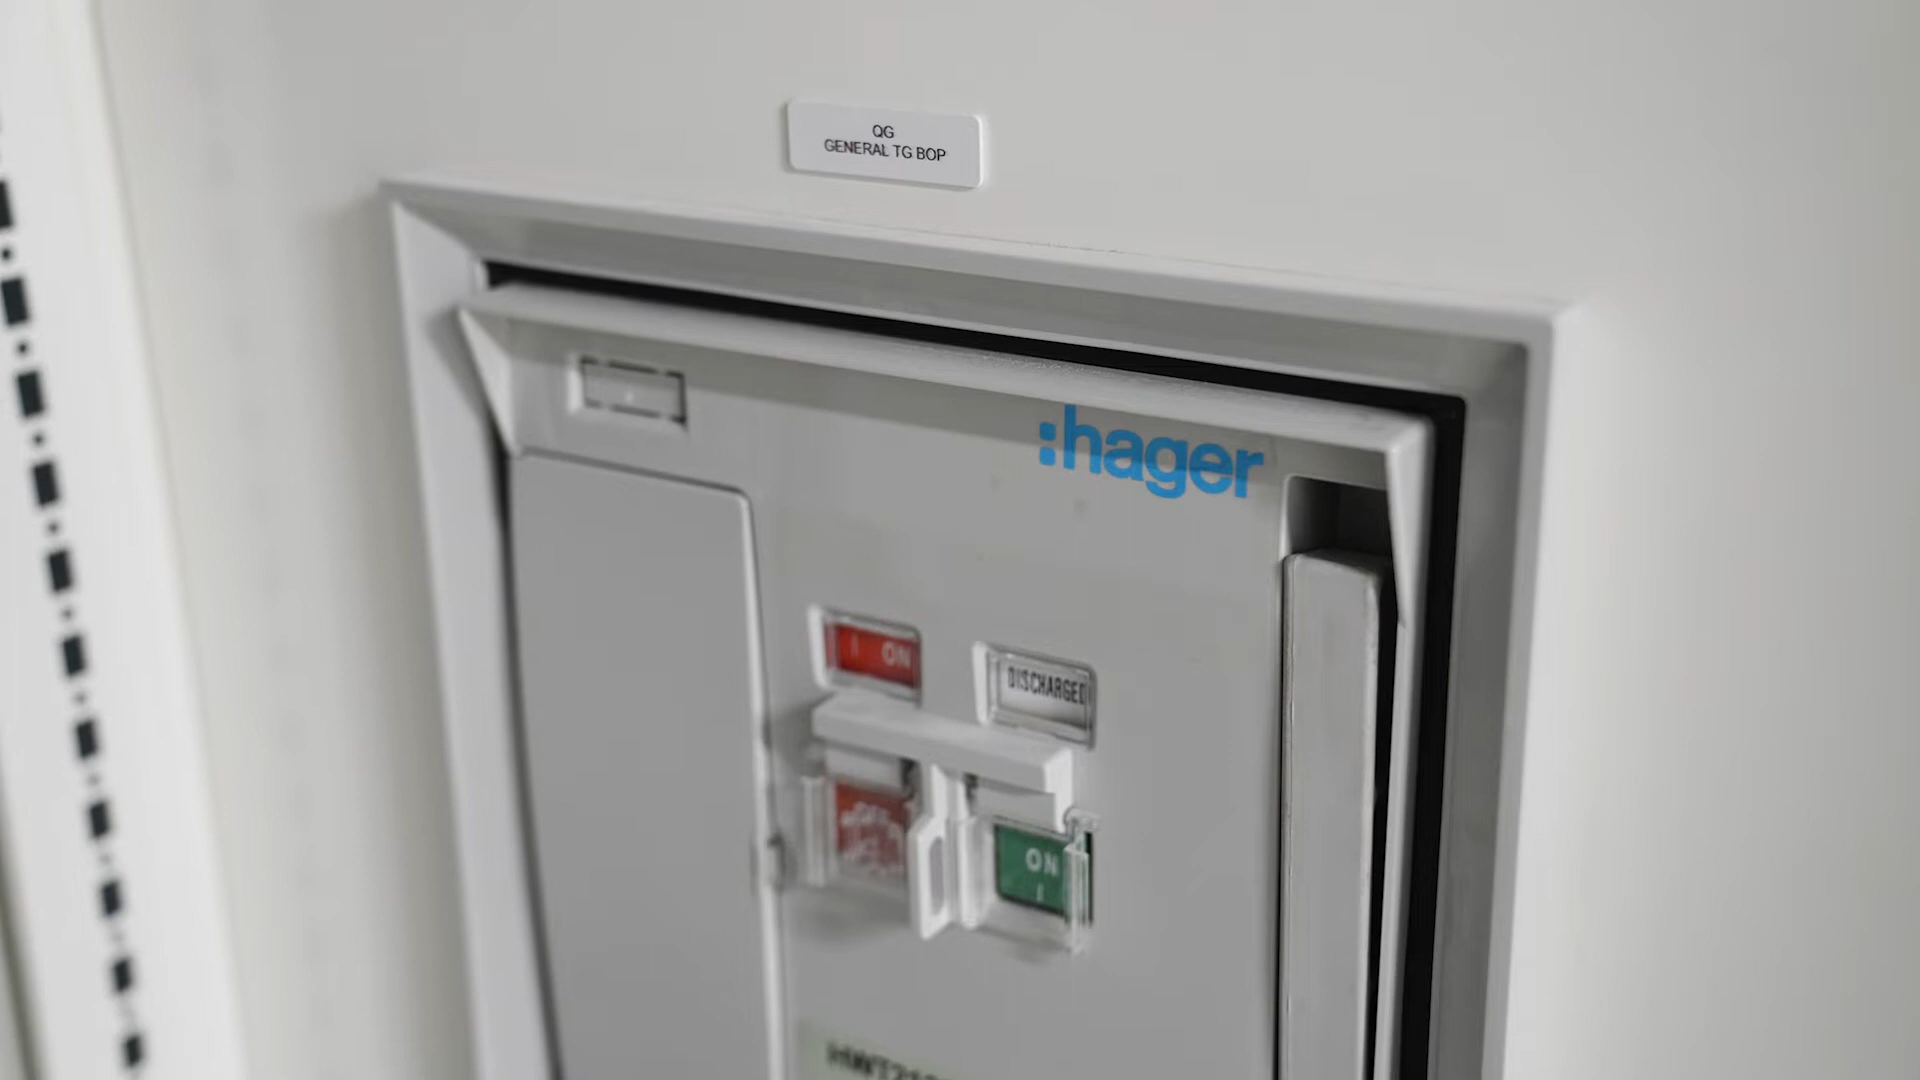 QG
GENERAL TG BOP
:hager
I ON
DISCHARGED
ON
I